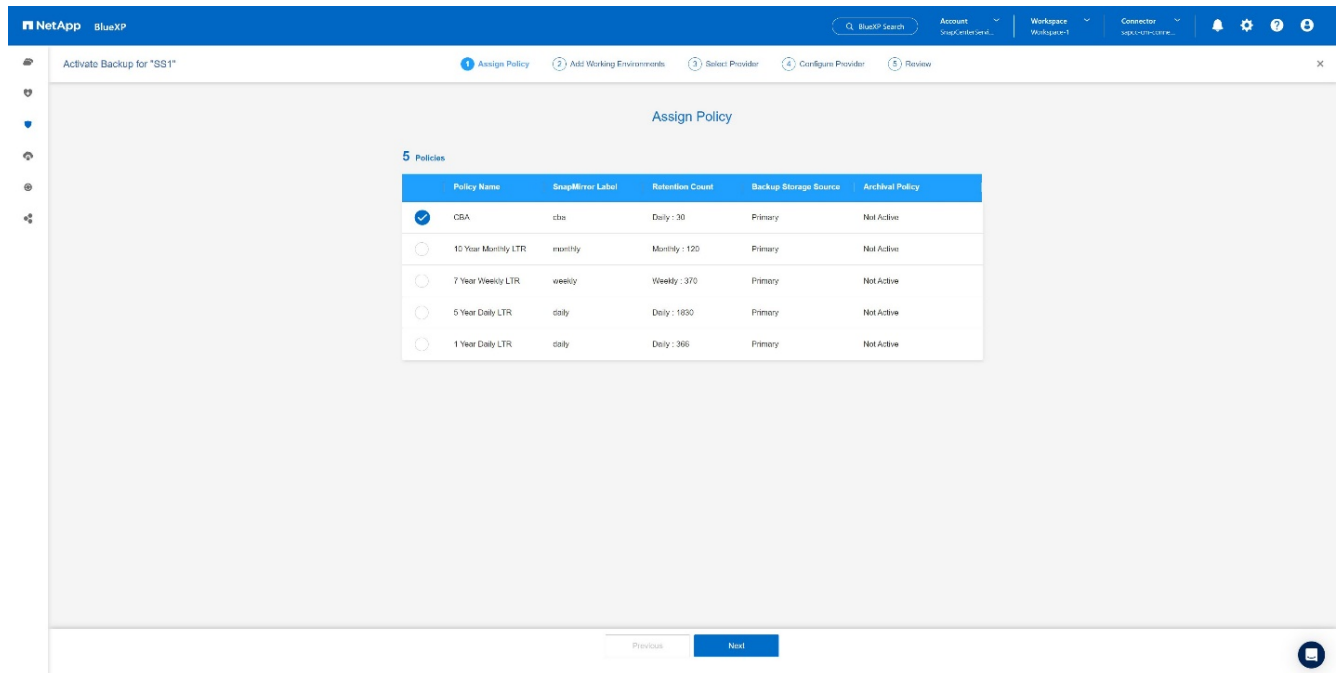 NetApp BlueXP
BlueXP Search
Account
SnapCenterServi...
Workspace
Workspace-1
Connector
sapcc-cm-conne...
Activate Backup for "SS1"
1 Assign Policy
2 Add Working Environments
3 Select Provider
4 Configure Provider
5 Review
Assign Policy
5 Policies
Policy Name SnapMirror Label Retention Count Backup Storage Source Archival Policy
CBA cba Daily : 30 Primary Not Active
10 Year Monthly LTR monthly Monthly : 120 Primary Not Active
7 Year Weekly LTR weekly Weekly : 370 Primary Not Active
5 Year Daily LTR daily Daily : 1830 Primary Not Active
1 Year Daily LTR daily Daily : 366 Primary Not Active
Previous Next